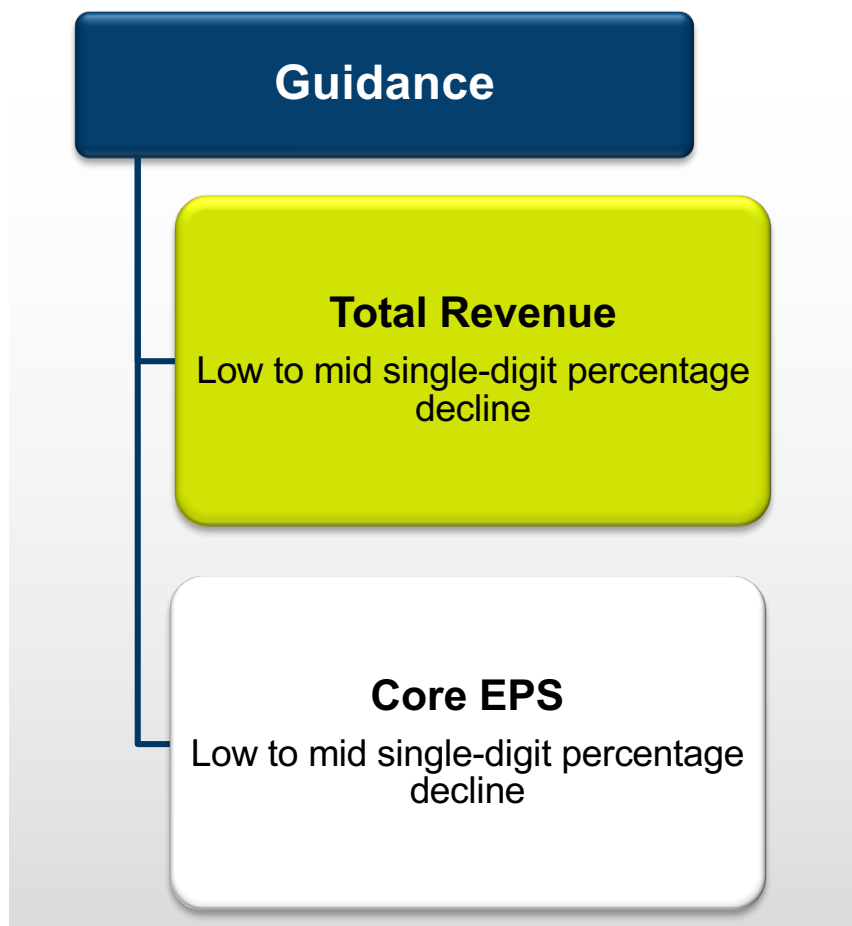 Guidance
Total Revenue
Low to mid single-digit percentage
decline
Core EPS
Low to mid single-digit percentage
decline